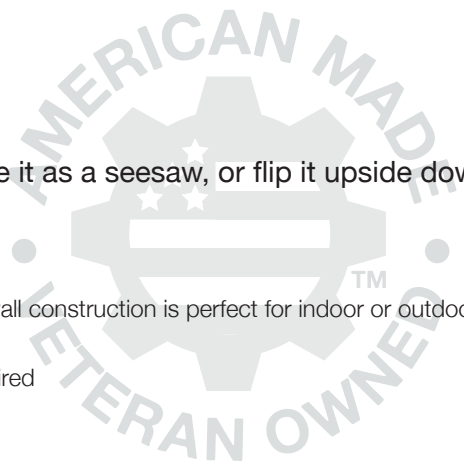 AMERICAN MADE
e it as a seesaw, or flip it upside dow
TM
all construction is perfect for indoor or outdoo
ired
VETERAN OWNED